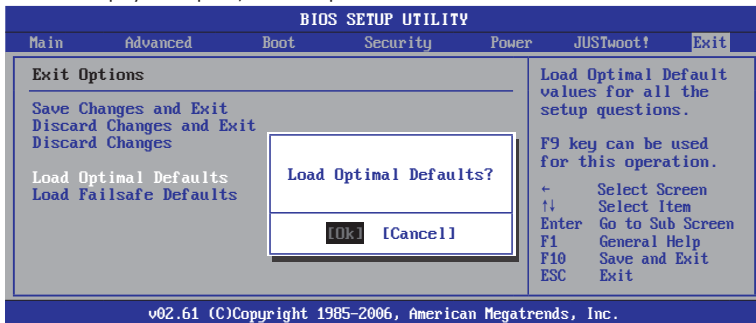 BIOS SETUP UTILITY
Main Advanced Boot Security Power JUSTwoot! Exit
Exit Options
Save Changes and Exit
Discard Changes and Exit
Discard Changes
Load Optimal Defaults
Load Failsafe Defaults
Load Optimal Defaults?
[Ok] [Cancel]
Load Optimal Default
values for all the
setup questions.
F9 key can be used
for this operation.
← Select Screen
↑↓ Select Item
Enter Go to Sub Screen
F1 General Help
F10 Save and Exit
ESC Exit
v02.61 (C)Copyright 1985-2006, American Megatrends, Inc.